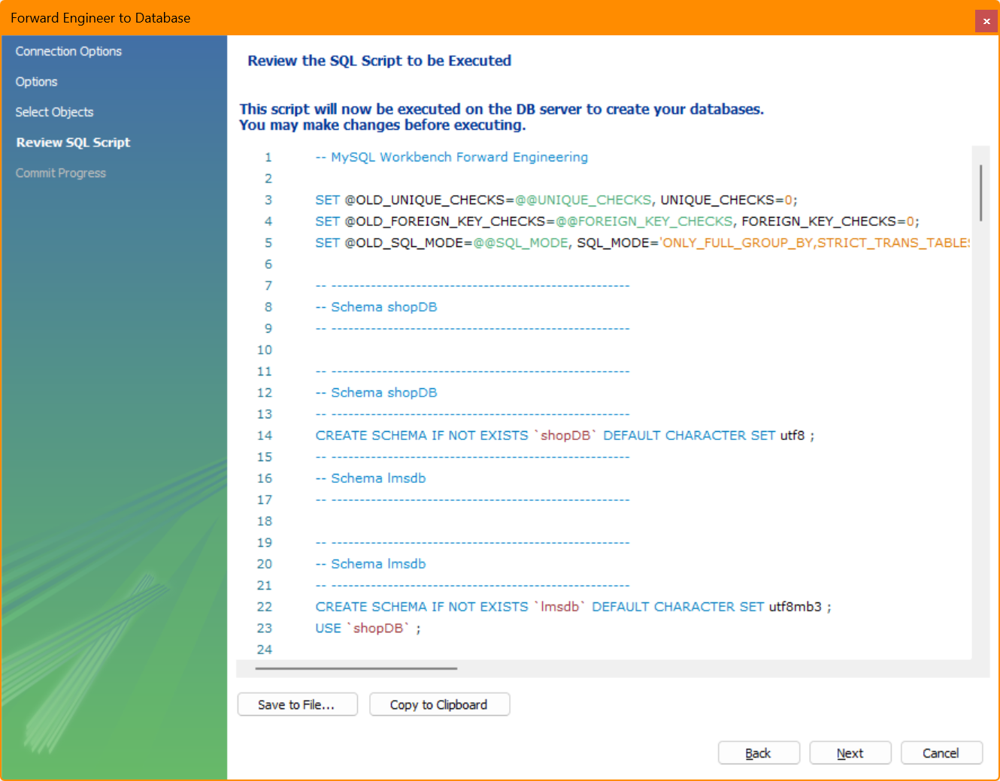 Forward Engineer to Database
Connection Options
Options
Select Objects
Review SQL Script
Commit Progress
Review the SQL Script to be Executed
This script will now be executed on the DB server to create your databases.
You may make changes before executing.
1 -- MySQL Workbench Forward Engineering
2
3 SET @OLD_UNIQUE_CHECKS=@@UNIQUE_CHECKS, UNIQUE_CHECKS=0;
4 SET @OLD_FOREIGN_KEY_CHECKS=@@FOREIGN_KEY_CHECKS, FOREIGN_KEY_CHECKS=0;
5 SET @OLD_SQL_MODE=@@SQL_MODE, SQL_MODE='ONLY_FULL_GROUP_BY,STRICT_TRANS_TABLES
6
7 -- -----------------------------------------------------
8 -- Schema shopDB
9 -- -----------------------------------------------------
10
11 -- -----------------------------------------------------
12 -- Schema shopDB
13 -- -----------------------------------------------------
14 CREATE SCHEMA IF NOT EXISTS `shopDB` DEFAULT CHARACTER SET utf8 ;
15 -- -----------------------------------------------------
16 -- Schema lmsdb
17 -- -----------------------------------------------------
18
19 -- -----------------------------------------------------
20 -- Schema lmsdb
21 -- -----------------------------------------------------
22 CREATE SCHEMA IF NOT EXISTS `lmsdb` DEFAULT CHARACTER SET utf8mb3 ;
23 USE `shopDB` ;
24
Save to File...
Copy to Clipboard
Back
Next
Cancel